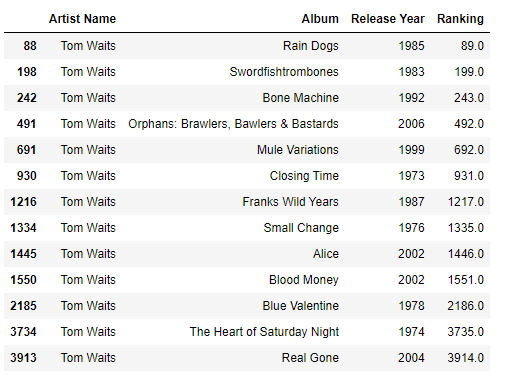 Artist Name Album Release Year Ranking
88 Tom Waits Rain Dogs 1985 89.0
198 Tom Waits Swordfishtrombones 1983 199.0
242 Tom Waits Bone Machine 1992 243.0
491 Tom Waits Orphans: Brawlers, Bawlers & Bastards 2006 492.0
691 Tom Waits Mule Variations 1999 692.0
930 Tom Waits Closing Time 1973 931.0
1216 Tom Waits Franks Wild Years 1987 1217.0
1334 Tom Waits Small Change 1976 1335.0
1445 Tom Waits Alice 2002 1446.0
1550 Tom Waits Blood Money 2002 1551.0
2185 Tom Waits Blue Valentine 1978 2186.0
3734 Tom Waits The Heart of Saturday Night 1974 3735.0
3913 Tom Waits Real Gone 2004 3914.0